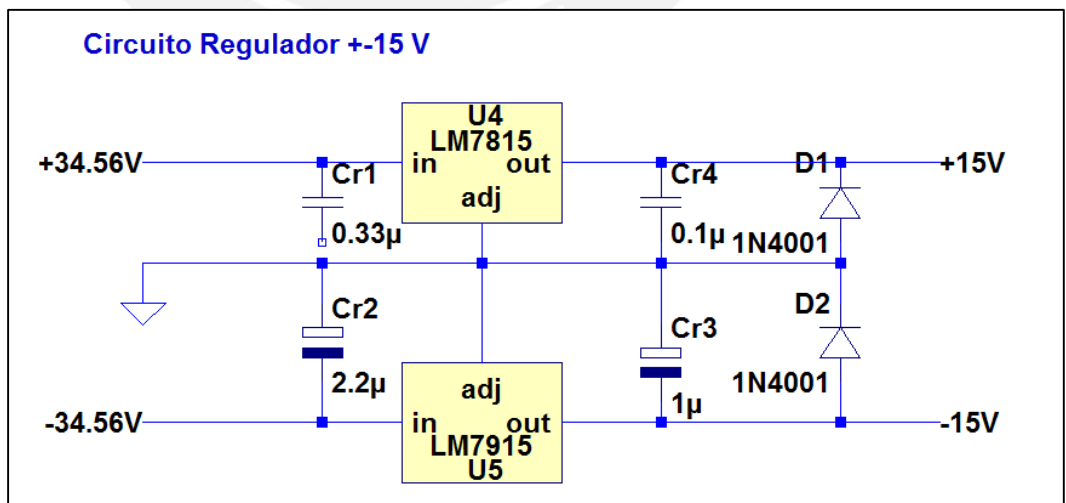 Circuito Regulador +-15 V
U4
LM7815
+34.56V
in
out
adj
Cr1
0.33µ
Cr4
0.1µ
D1
+15V
1N4001
Cr2
2.2µ
Cr3
1µ
D2
1N4001
-34.56V
adj
in
out
LM7915
U5
-15V